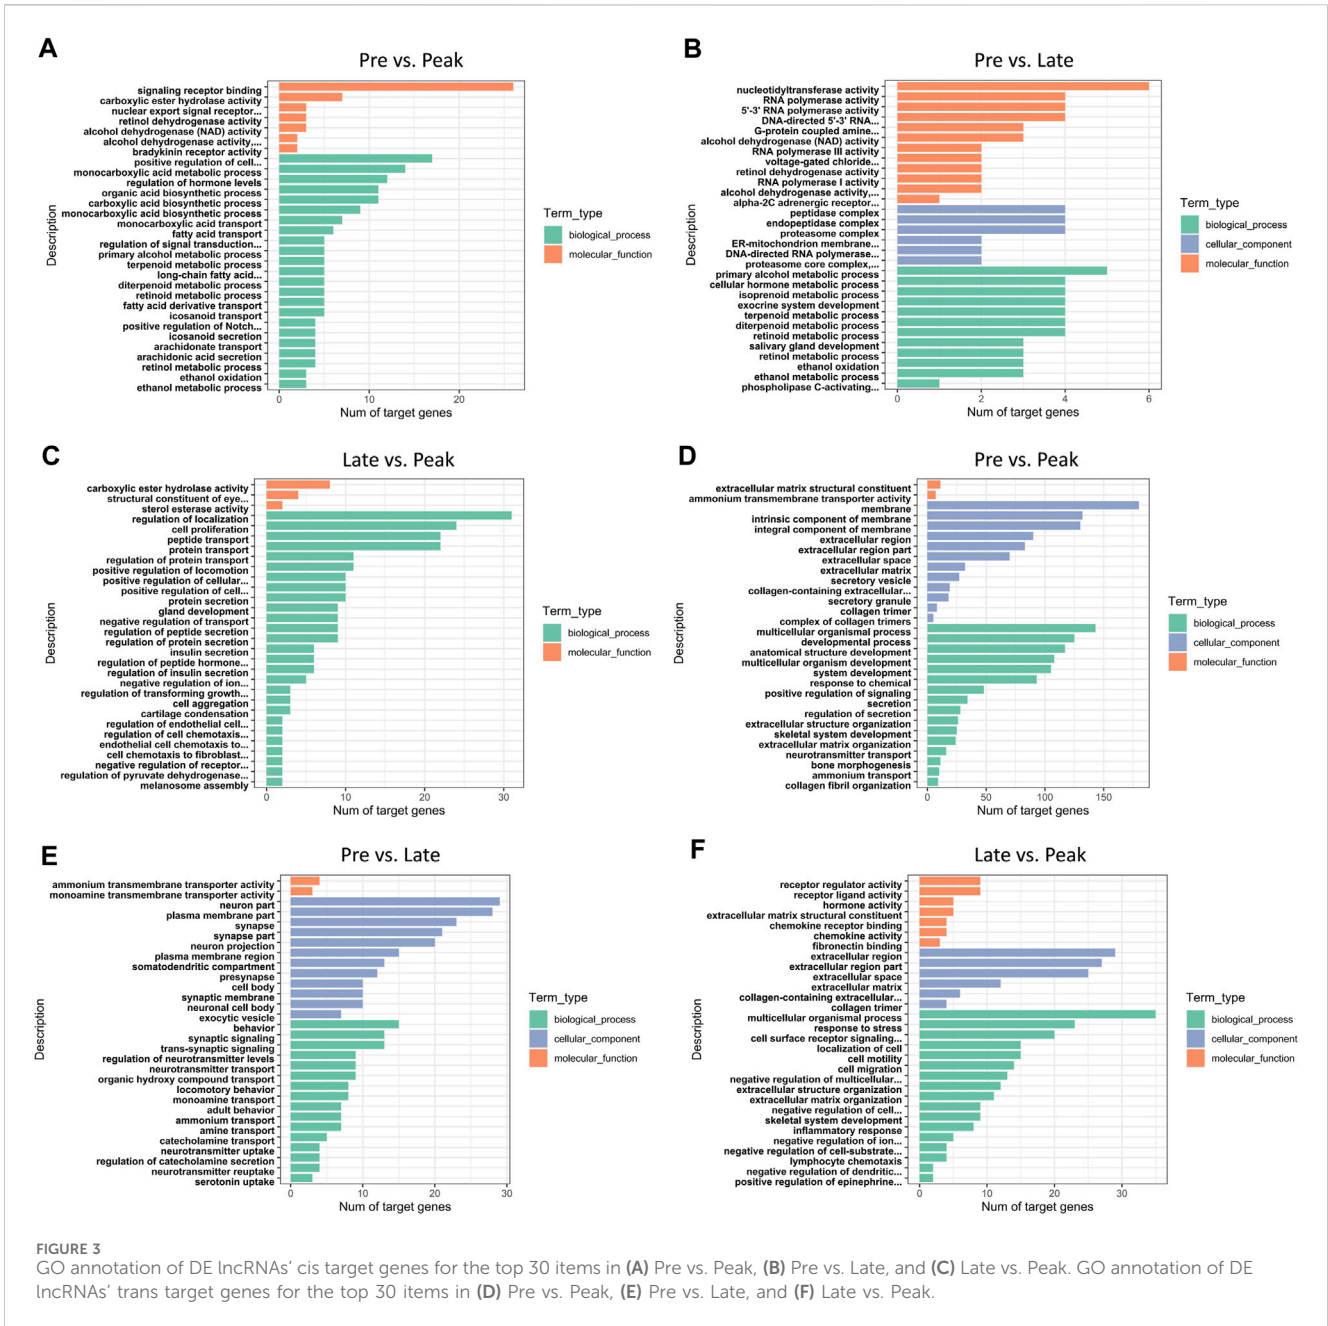 A
Pre vs. Peak
signaling receptor binding
carboxylic ester hydrolase activity
nuclear export signal receptor...
retinol dehydrogenase activity
alcohol dehydrogenase (NAD) activity
alcohol dehydrogenase activity,...
bradykinin receptor activity
positive regulation of cell...
monocarboxylic acid metabolic process
regulation of hormone levels
organic acid biosynthetic process
carboxylic acid biosynthetic process
monocarboxylic acid biosynthetic process
monocarboxylic acid transport
fatty acid transport
regulation of signal transduction...
primary alcohol metabolic process
terpenoid metabolic process
long-chain fatty acid...
diterpenoid metabolic process
retinoid metabolic process
fatty acid derivative transport
icosanoid transport
positive regulation of Notch...
icosanoid secretion
arachidonate transport
arachidonic acid secretion
retinol metabolic process
ethanol oxidation
ethanol metabolic process
0 10 20
Num of target genes
Description
Term_type
biological_process
molecular_function
B
Pre vs. Late
nucleotidyltransferase activity
RNA polymerase activity
5'-3' RNA polymerase activity
DNA-directed 5'-3' RNA...
G-protein coupled amine...
alcohol dehydrogenase (NAD) activity
RNA polymerase III activity
voltage-gated chloride...
retinol dehydrogenase activity
RNA polymerase I activity
alcohol dehydrogenase activity,...
alpha-2C adrenergic receptor...
peptidase complex
endopeptidase complex
proteasome complex
ER-mitochondrion membrane...
DNA-directed RNA polymerase...
proteasome core complex,...
primary alcohol metabolic process
cellular hormone metabolic process
isoprenoid metabolic process
exocrine system development
terpenoid metabolic process
diterpenoid metabolic process
retinoid metabolic process
salivary gland development
retinol metabolic process
ethanol oxidation
ethanol metabolic process
phospholipase C-activating...
0 2 4 6
Num of target genes
Description
Term_type
biological_process
cellular_component
molecular_function
C
Late vs. Peak
carboxylic ester hydrolase activity
structural constituent of eye...
sterol esterase activity
regulation of localization
cell proliferation
peptide transport
protein transport
regulation of protein transport
positive regulation of locomotion
positive regulation of cellular...
positive regulation of cell...
protein secretion
gland development
negative regulation of transport
regulation of peptide secretion
regulation of protein secretion
insulin secretion
regulation of peptide hormone...
regulation of insulin secretion
negative regulation of ion...
regulation of transforming growth...
cell aggregation
cartilage condensation
regulation of endothelial cell...
regulation of cell chemotaxis...
endothelial cell chemotaxis to...
cell chemotaxis to fibroblast...
negative regulation of receptor...
regulation of pyruvate dehydrogenase...
melanosome assembly
0 10 20 30
Num of target genes
Description
Term_type
biological_process
molecular_function
D
Pre vs. Peak
extracellular matrix structural constituent
ammonium transmembrane transporter activity
membrane
intrinsic component of membrane
integral component of membrane
extracellular region
extracellular region part
extracellular space
extracellular matrix
secretory vesicle
collagen-containing extracellular...
secretory granule
collagen trimer
complex of collagen trimers
multicellular organismal process
developmental process
anatomical structure development
multicellular organism development
system development
response to chemical
positive regulation of signaling
secretion
regulation of secretion
extracellular structure organization
skeletal system development
extracellular matrix organization
neurotransmitter transport
bone morphogenesis
ammonium transport
collagen fibril organization
0 50 100 150
Num of target genes
Description
Term_type
biological_process
cellular_component
molecular_function
E
Pre vs. Late
ammonium transmembrane transporter activity
monoamine transmembrane transporter activity
neuron part
plasma membrane part
synapse
synapse part
neuron projection
plasma membrane region
somatodendritic compartment
presynapse
cell body
synaptic membrane
neuronal cell body
exocytic vesicle
behavior
synaptic signaling
trans-synaptic signaling
regulation of neurotransmitter levels
neurotransmitter transport
organic hydroxy compound transport
locomotory behavior
monoamine transport
adult behavior
ammonium transport
amine transport
catecholamine transport
neurotransmitter uptake
regulation of catecholamine secretion
neurotransmitter reuptake
serotonin uptake
0 10 20 30
Num of target genes
Description
Term_type
biological_process
cellular_component
molecular_function
F
Late vs. Peak
receptor regulator activity
receptor ligand activity
hormone activity
extracellular matrix structural constituent
chemokine receptor binding
chemokine activity
fibronectin binding
extracellular region
extracellular region part
extracellular space
extracellular matrix
collagen-containing extracellular...
collagen trimer
multicellular organismal process
response to stress
cell surface receptor signaling...
localization of cell
cell motility
cell migration
negative regulation of multicellular...
extracellular structure organization
extracellular matrix organization
negative regulation of cell...
skeletal system development
inflammatory response
negative regulation of ion...
negative regulation of cell-substrate...
lymphocyte chemotaxis
negative regulation of dendritic...
positive regulation of epinephrine...
0 10 20 30
Num of target genes
Description
Term_type
biological_process
cellular_component
molecular_function
FIGURE 3
GO annotation of DE lncRNAs' cis target genes for the top 30 items in (A) Pre vs. Peak, (B) Pre vs. Late, and (C) Late vs. Peak. GO annotation of DE
lncRNAs' trans target genes for the top 30 items in (D) Pre vs. Peak, (E) Pre vs. Late, and (F) Late vs. Peak.